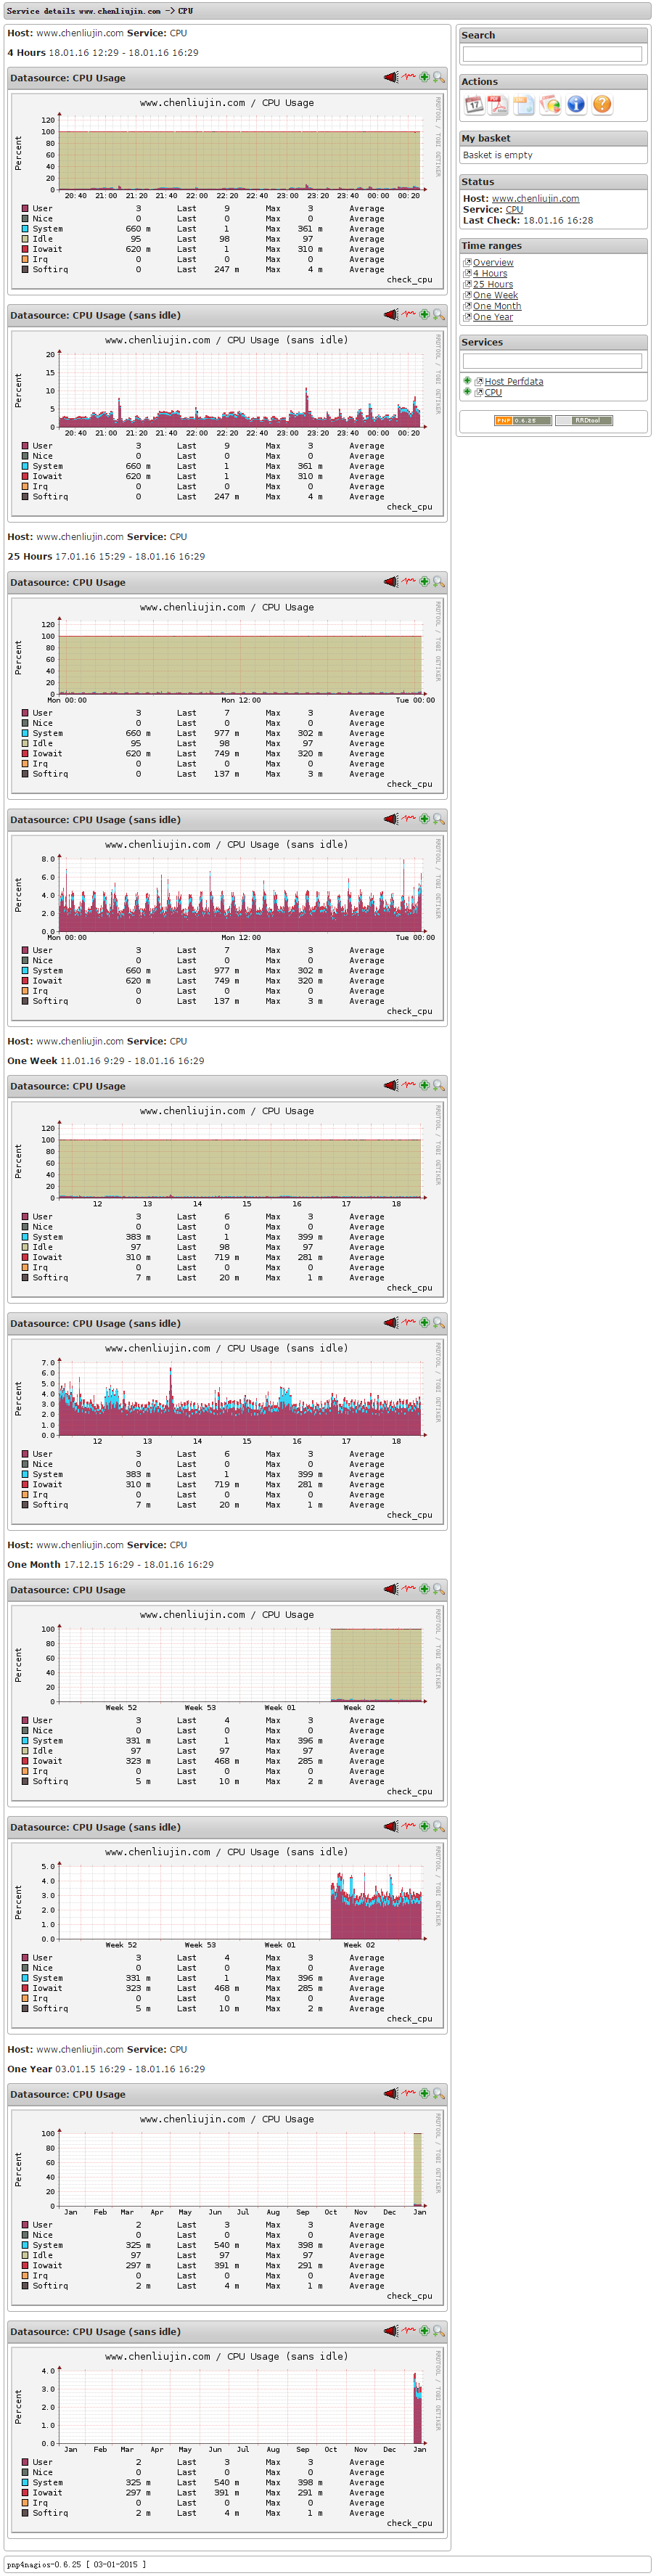 Service details www.chenliujin.com -> CPU
Host: www.chenliujin.com Service: CPU
4 Hours 18.01.16 12:29 - 18.01.16 16:29
Datasource: CPU Usage
www.chenliujin.com / CPU Usage
RRDTOOL / TOBI OETIKER
Percent
120
100
80
60
40
20
0
20:40 21:00 21:20 21:40 22:00 22:20 22:40 23:00 23:20 23:40 00:00 00:20
User 3 Last 9 Max 3 Average
Nice 0 Last 0 Max 0 Average
System 660 m Last 1 Max 361 m Average
Idle 95 Last 98 Max 97 Average
Iowait 620 m Last 1 Max 310 m Average
Irq 0 Last 0 Max 0 Average
Softirq 0 Last 247 m Max 4 m Average
check_cpu
Datasource: CPU Usage (sans idle)
www.chenliujin.com / CPU Usage (sans idle)
RRDTOOL / TOBI OETIKER
Percent
20
15
10
5
0
20:40 21:00 21:20 21:40 22:00 22:20 22:40 23:00 23:20 23:40 00:00 00:20
User 3 Last 9 Max 3 Average
Nice 0 Last 0 Max 0 Average
System 660 m Last 1 Max 361 m Average
Iowait 620 m Last 1 Max 310 m Average
Irq 0 Last 0 Max 0 Average
Softirq 0 Last 247 m Max 4 m Average
check_cpu
Host: www.chenliujin.com Service: CPU
25 Hours 17.01.16 15:29 - 18.01.16 16:29
Datasource: CPU Usage
www.chenliujin.com / CPU Usage
RRDTOOL / TOBI OETIKER
Percent
120
100
80
60
40
20
0
Mon 00:00 Mon 12:00 Tue 00:00
User 3 Last 7 Max 3 Average
Nice 0 Last 0 Max 0 Average
System 660 m Last 977 m Max 302 m Average
Idle 95 Last 98 Max 97 Average
Iowait 620 m Last 749 m Max 320 m Average
Irq 0 Last 0 Max 0 Average
Softirq 0 Last 137 m Max 3 m Average
check_cpu
Datasource: CPU Usage (sans idle)
www.chenliujin.com / CPU Usage (sans idle)
RRDTOOL / TOBI OETIKER
Percent
8.0
6.0
4.0
2.0
0.0
Mon 00:00 Mon 12:00 Tue 00:00
User 3 Last 7 Max 3 Average
Nice 0 Last 0 Max 0 Average
System 660 m Last 977 m Max 302 m Average
Iowait 620 m Last 749 m Max 320 m Average
Irq 0 Last 0 Max 0 Average
Softirq 0 Last 137 m Max 3 m Average
check_cpu
Host: www.chenliujin.com Service: CPU
One Week 11.01.16 9:29 - 18.01.16 16:29
Datasource: CPU Usage
www.chenliujin.com / CPU Usage
RRDTOOL / TOBI OETIKER
Percent
120
100
80
60
40
20
0
12 13 14 15 16 17 18
User 3 Last 6 Max 3 Average
Nice 0 Last 0 Max 0 Average
System 383 m Last 1 Max 399 m Average
Idle 97 Last 98 Max 97 Average
Iowait 310 m Last 719 m Max 281 m Average
Irq 0 Last 0 Max 0 Average
Softirq 7 m Last 20 m Max 1 m Average
check_cpu
Datasource: CPU Usage (sans idle)
www.chenliujin.com / CPU Usage (sans idle)
RRDTOOL / TOBI OETIKER
Percent
7.0
6.0
5.0
4.0
3.0
2.0
1.0
0.0
12 13 14 15 16 17 18
User 3 Last 6 Max 3 Average
Nice 0 Last 0 Max 0 Average
System 383 m Last 1 Max 399 m Average
Iowait 310 m Last 719 m Max 281 m Average
Irq 0 Last 0 Max 0 Average
Softirq 7 m Last 20 m Max 1 m Average
check_cpu
Host: www.chenliujin.com Service: CPU
One Month 17.12.15 16:29 - 18.01.16 16:29
Datasource: CPU Usage
www.chenliujin.com / CPU Usage
RRDTOOL / TOBI OETIKER
Percent
100
80
60
40
20
0
Week 52 Week 53 Week 01 Week 02
User 3 Last 4 Max 3 Average
Nice 0 Last 0 Max 0 Average
System 331 m Last 1 Max 396 m Average
Idle 97 Last 97 Max 97 Average
Iowait 323 m Last 468 m Max 285 m Average
Irq 0 Last 0 Max 0 Average
Softirq 5 m Last 10 m Max 2 m Average
check_cpu
Datasource: CPU Usage (sans idle)
www.chenliujin.com / CPU Usage (sans idle)
RRDTOOL / TOBI OETIKER
Percent
5.0
4.0
3.0
2.0
1.0
0.0
Week 52 Week 53 Week 01 Week 02
User 3 Last 4 Max 3 Average
Nice 0 Last 0 Max 0 Average
System 331 m Last 1 Max 396 m Average
Iowait 323 m Last 468 m Max 285 m Average
Irq 0 Last 0 Max 0 Average
Softirq 5 m Last 10 m Max 2 m Average
check_cpu
Host: www.chenliujin.com Service: CPU
One Year 03.01.15 16:29 - 18.01.16 16:29
Datasource: CPU Usage
www.chenliujin.com / CPU Usage
RRDTOOL / TOBI OETIKER
Percent
100
80
60
40
20
0
Jan Feb Mar Apr May Jun Jul Aug Sep Oct Nov Dec Jan
User 2 Last 3 Max 3 Average
Nice 0 Last 0 Max 0 Average
System 325 m Last 540 m Max 398 m Average
Idle 97 Last 97 Max 97 Average
Iowait 297 m Last 391 m Max 291 m Average
Irq 0 Last 0 Max 0 Average
Softirq 2 m Last 4 m Max 1 m Average
check_cpu
Datasource: CPU Usage (sans idle)
www.chenliujin.com / CPU Usage (sans idle)
RRDTOOL / TOBI OETIKER
Percent
4.0
3.0
2.0
1.0
0.0
Jan Feb Mar Apr May Jun Jul Aug Sep Oct Nov Dec Jan
User 2 Last 3 Max 3 Average
Nice 0 Last 0 Max 0 Average
System 325 m Last 540 m Max 398 m Average
Iowait 297 m Last 391 m Max 291 m Average
Irq 0 Last 0 Max 0 Average
Softirq 2 m Last 4 m Max 1 m Average
check_cpu
Search
Actions
17
PDF
My basket
Basket is empty
Status
Host: www.chenliujin.com
Service: CPU
Last Check: 18.01.16 16:28
Time ranges
Overview
4 Hours
25 Hours
One Week
One Month
One Year
Services
Host Perfdata
CPU
PNP 0.6.25 RRDtool
pnp4nagios-0.6.25 [ 03-01-2015 ]